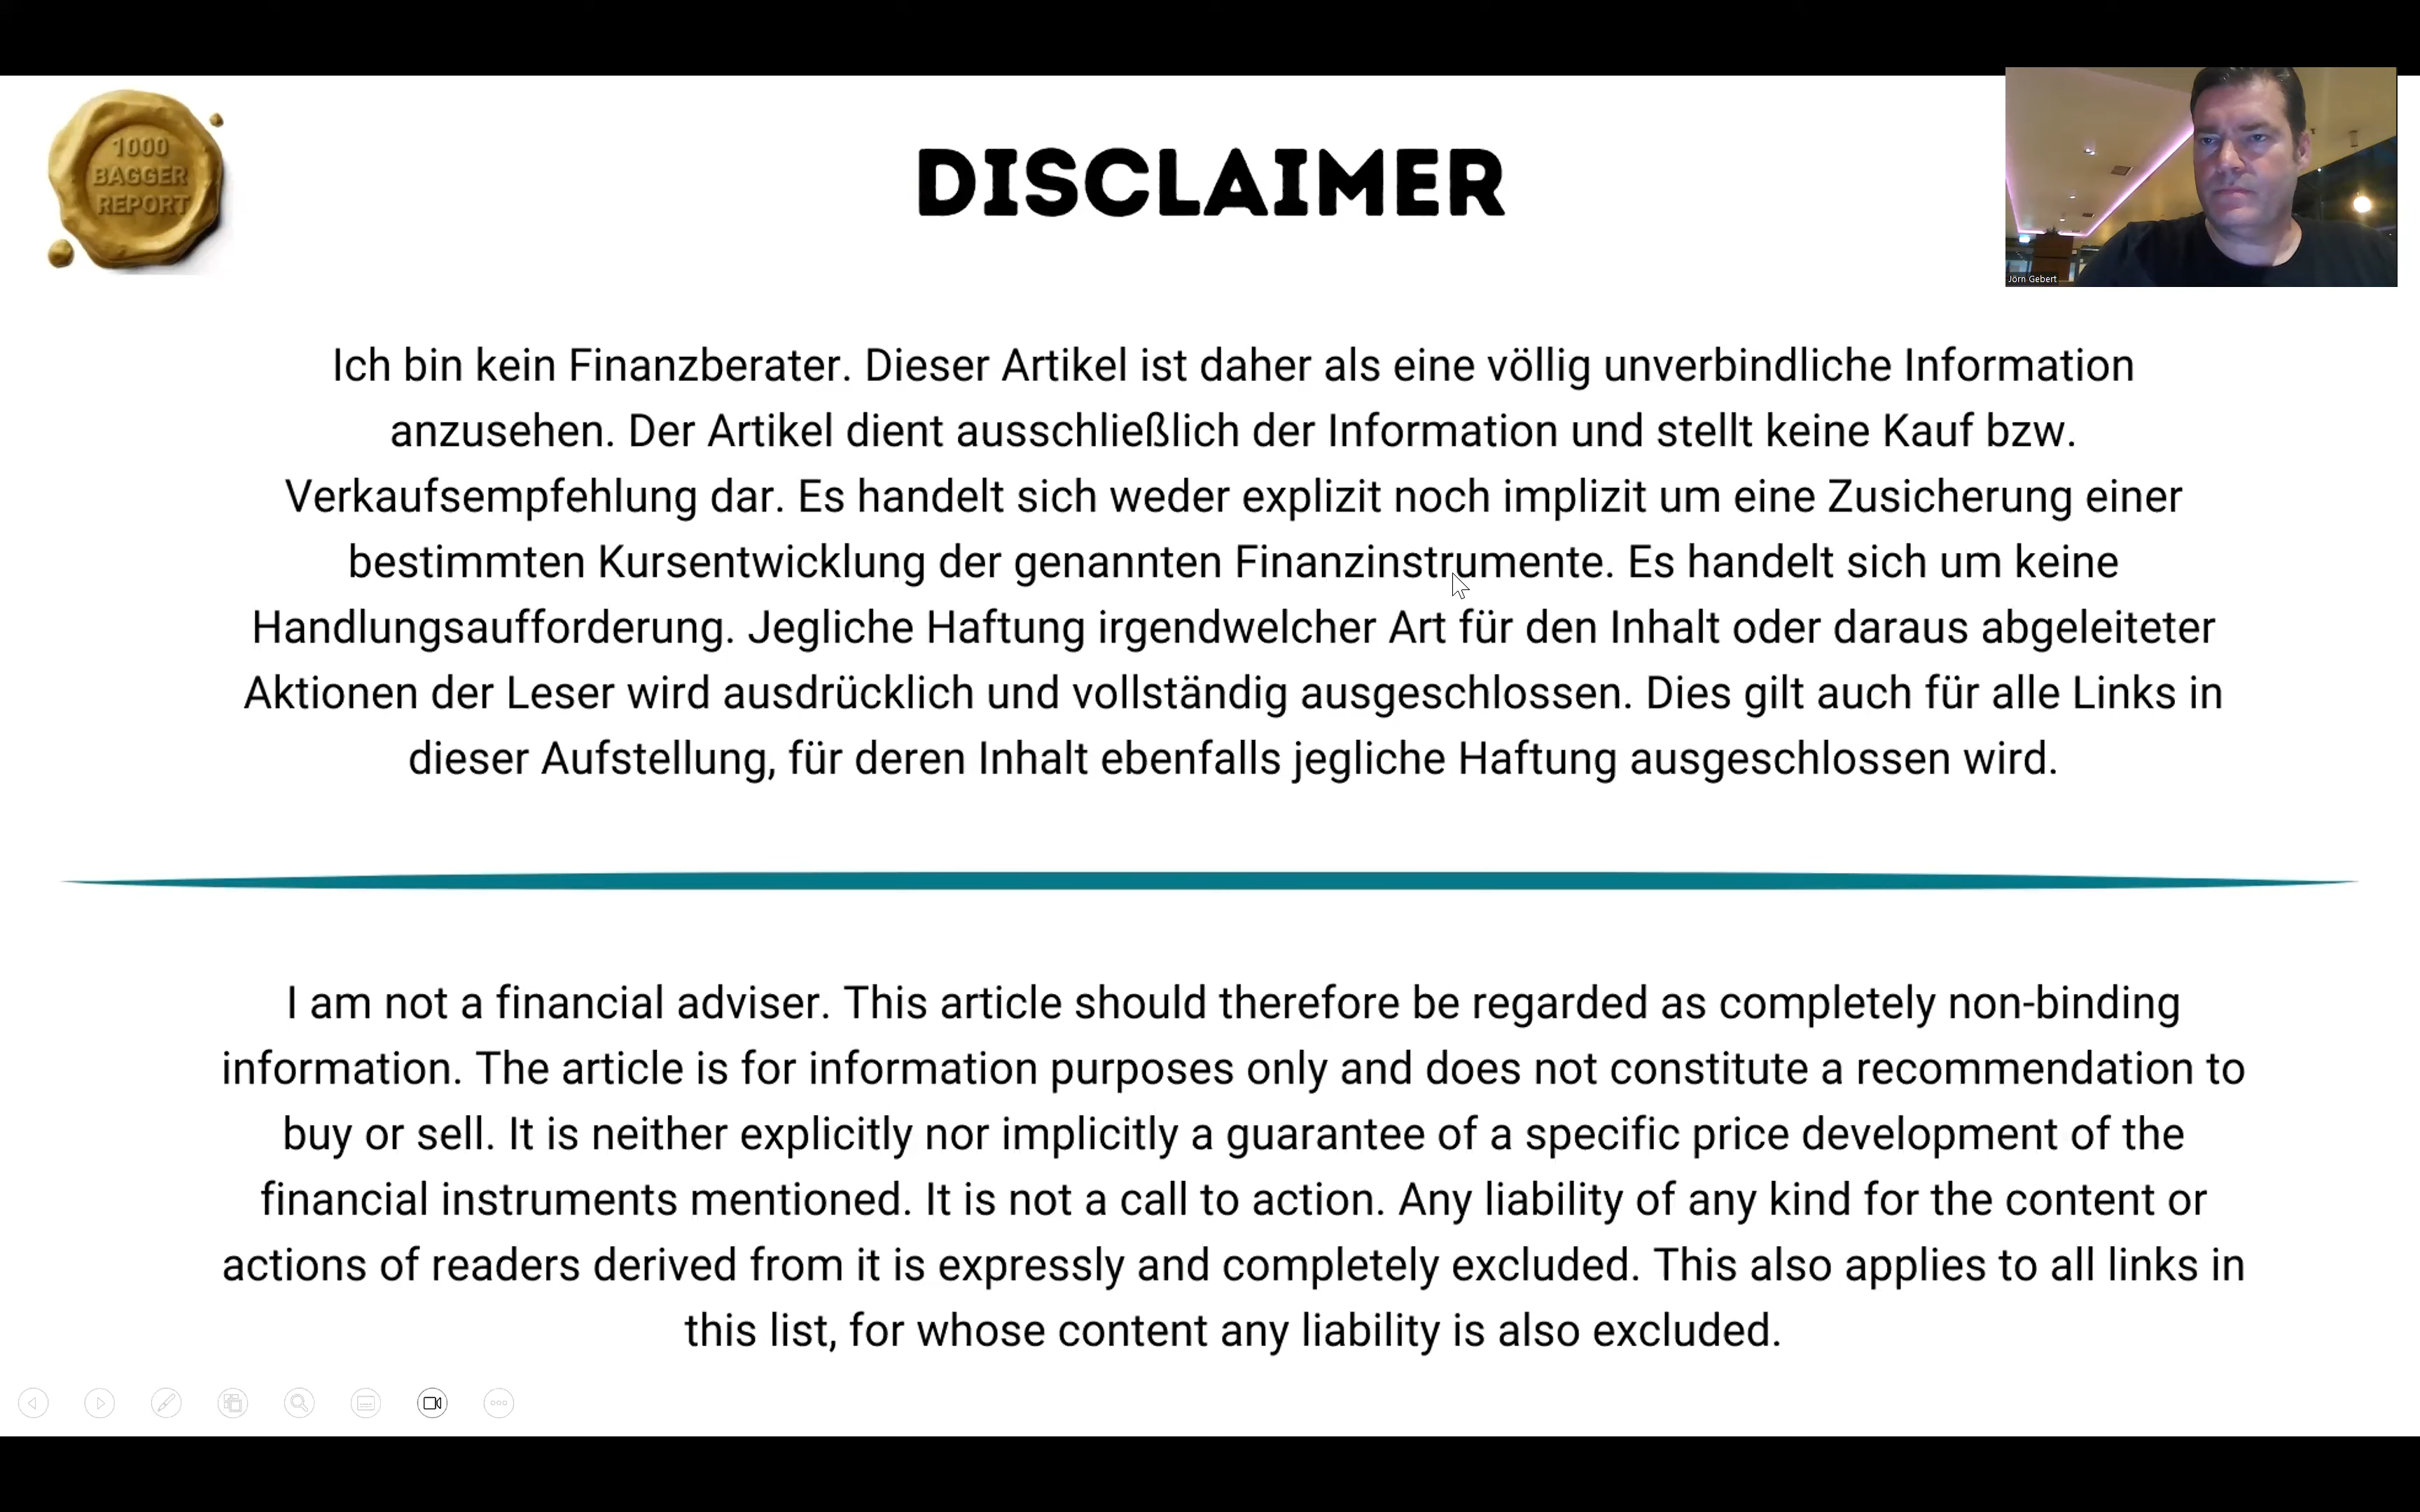 1000
BAGGER
REPORT
DISCLAIMER
Jörn Gebert
Ich bin kein Finanzberater. Dieser Artikel ist daher als eine völlig unverbindliche Information
anzusehen. Der Artikel dient ausschließlich der Information und stellt keine Kauf bzw.
Verkaufsempfehlung dar. Es handelt sich weder explizit noch implizit um eine Zusicherung einer
bestimmten Kursentwicklung der genannten Finanzinstrumente. Es handelt sich um keine
Handlungsaufforderung. Jegliche Haftung irgendwelcher Art für den Inhalt oder daraus abgeleiteter
Aktionen der Leser wird ausdrücklich und vollständig ausgeschlossen. Dies gilt auch für alle Links in
dieser Aufstellung, für deren Inhalt ebenfalls jegliche Haftung ausgeschlossen wird.
I am not a financial adviser. This article should therefore be regarded as completely non-binding
information. The article is for information purposes only and does not constitute a recommendation to
buy or sell. It is neither explicitly nor implicitly a guarantee of a specific price development of the
financial instruments mentioned. It is not a call to action. Any liability of any kind for the content or
actions of readers derived from it is expressly and completely excluded. This also applies to all links in
this list, for whose content any liability is also excluded.